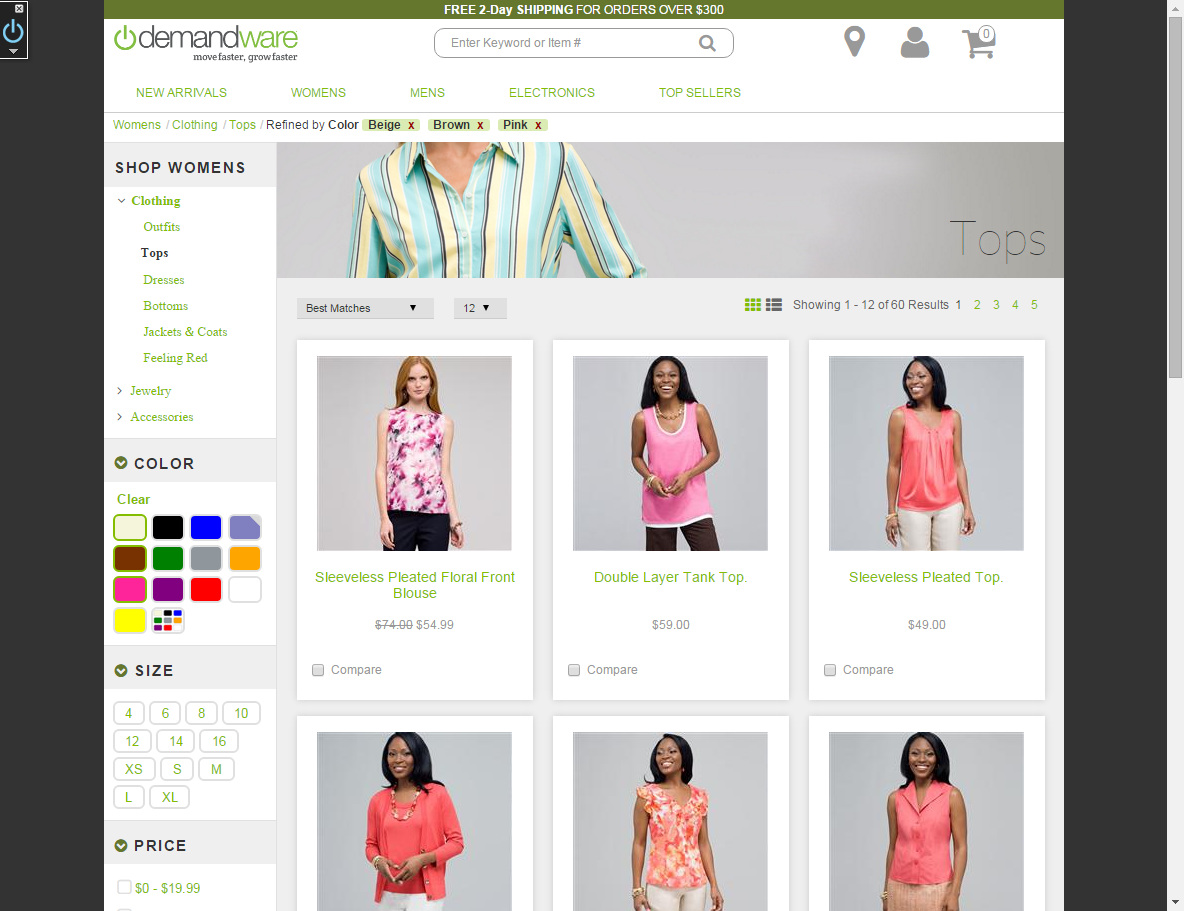 FREE 2-Day SHIPPING FOR ORDERS OVER $300
demandware
move faster, grow faster
Enter Keyword or Item #
0
NEW ARRIVALS WOMENS MENS ELECTRONICS TOP SELLERS
Womens / Clothing / Tops / Refined by Color Beige x Brown x Pink x
SHOP WOMENS
Clothing
Outfits
Tops
Dresses
Bottoms
Jackets & Coats
Feeling Red
Jewelry
Accessories
COLOR
Clear
SIZE
4 6 8 10
12 14 16
XS S M
L XL
PRICE
$0 - $19.99
Tops
Best Matches 12 Showing 1 - 12 of 60 Results 1 2 3 4 5
Sleeveless Pleated Floral Front
Blouse
$74.00 $54.99
Compare
Double Layer Tank Top.
$59.00
Compare
Sleeveless Pleated Top.
$49.00
Compare